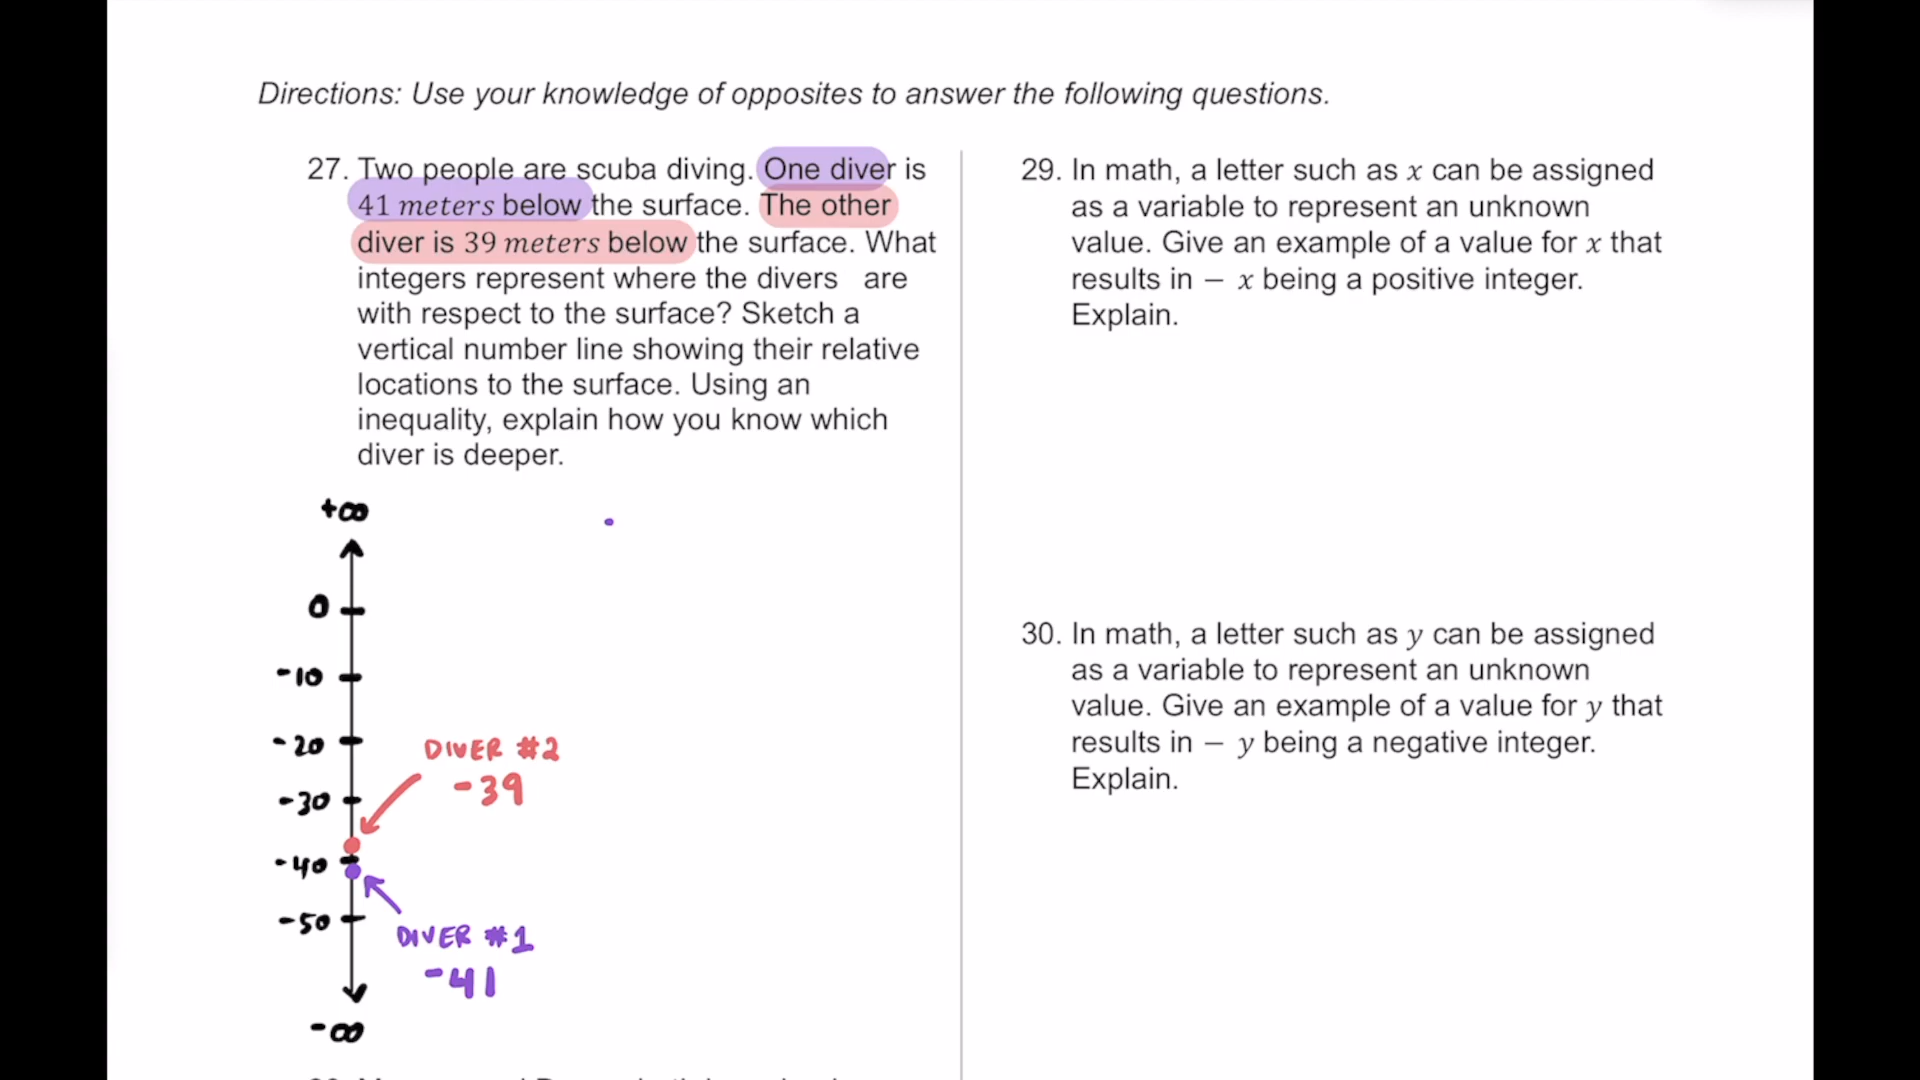 Directions: Use your knowledge of opposites to answer the following questions.
27. Two people are scuba diving. One diver is
41 meters below the surface. The other
diver is 39 meters below the surface. What
integers represent where the divers are
with respect to the surface? Sketch a
vertical number line showing their relative
locations to the surface. Using an
inequality, explain how you know which
diver is deeper.
+∞
0
-10
-20
-30
-40
-50
-∞
DIVER #2
-39
DIVER #1
-41
29. In math, a letter such as x can be assigned
as a variable to represent an unknown
value. Give an example of a value for x that
results in − x being a positive integer.
Explain.
30. In math, a letter such as y can be assigned
as a variable to represent an unknown
value. Give an example of a value for y that
results in − y being a negative integer.
Explain.